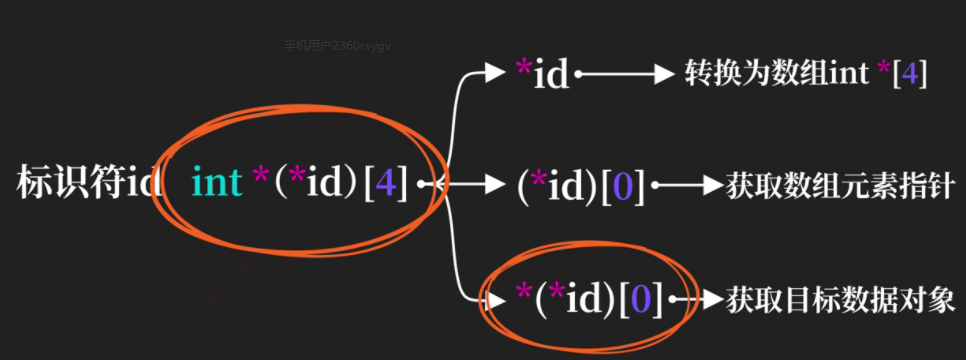 手机用户2360rsygv
*id 转换为数组int *[4]
标识符id int *(*id)[4] (*id)[0] 获取数组元素指针
*(*id)[0] 获取目标数据对象